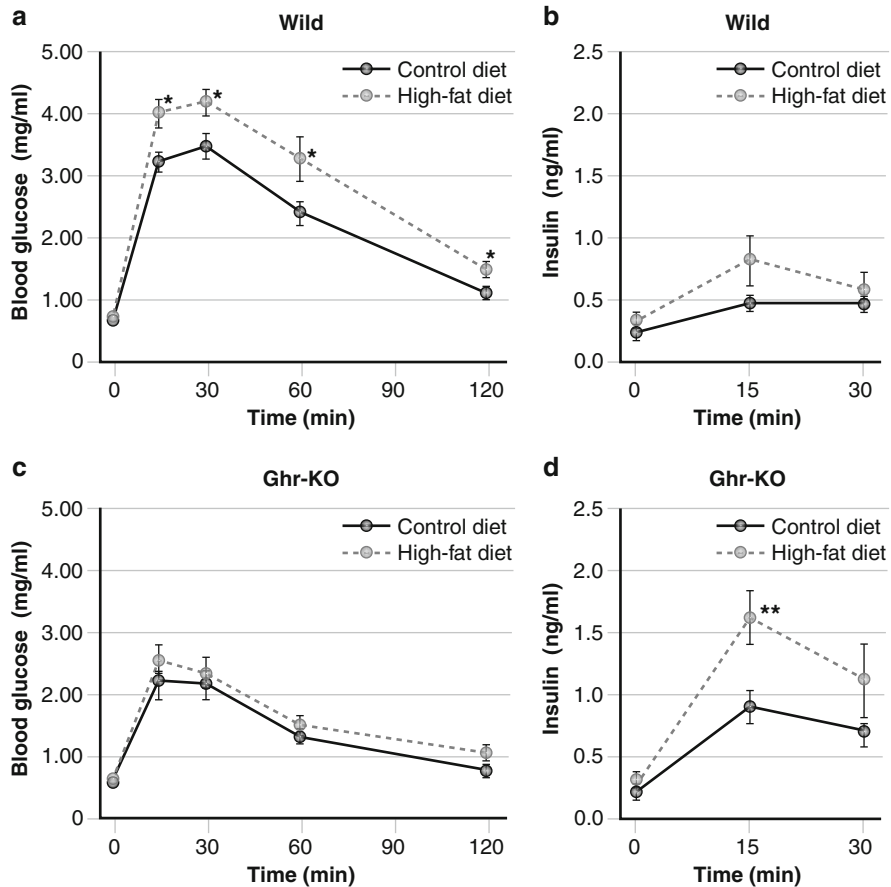 a
Wild
5.00
4.00
3.00
2.00
1.00
0
Blood glucose (mg/ml)
Control diet
High-fat diet
*
*
*
*
0 30 60 90 120
Time (min)
b
Wild
2.5
2.0
1.5
1.0
0.5
0.0
Insulin (ng/ml)
Control diet
High-fat diet
0 15 30
Time (min)
c
Ghr-KO
5.00
4.00
3.00
2.00
1.00
0
Blood glucose (mg/ml)
Control diet
High-fat diet
0 30 60 90 120
Time (min)
d
Ghr-KO
2.5
2.0
1.5
1.0
0.5
0.0
Insulin (ng/ml)
Control diet
High-fat diet
**
0 15 30
Time (min)